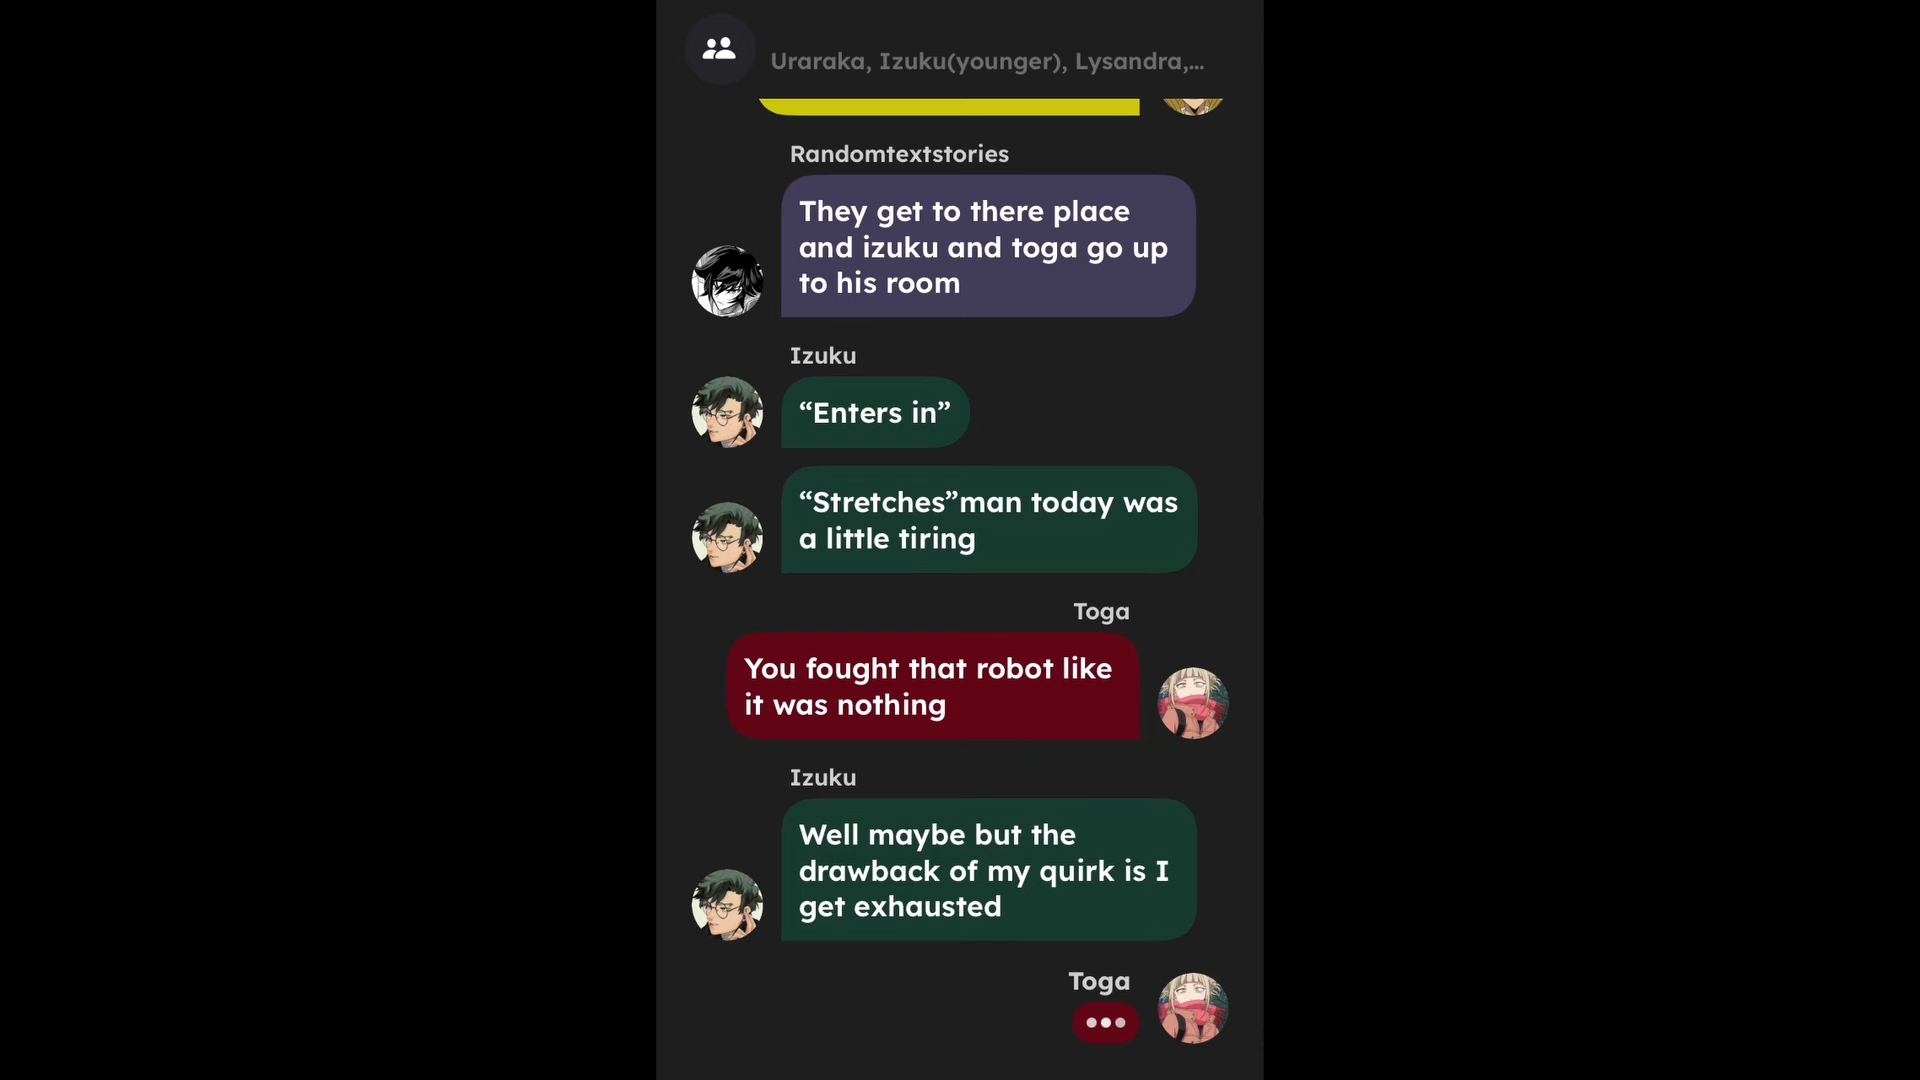 Uraraka, Izuku(younger), Lysandra,...
Randomtextstories
They get to there place
and izuku and toga go up
to his room
Izuku
“Enters in”
“Stretches”man today was
a little tiring
Toga
You fought that robot like
it was nothing
Izuku
Well maybe but the
drawback of my quirk is I
get exhausted
Toga